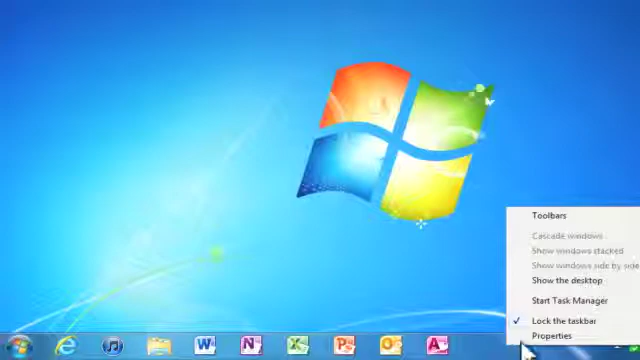 Toolbars
Cascade windows
Show windows stacked
Show windows side by side
Show the desktop
Start Task Manager
Lock the taskbar
Properties
W N X P O A